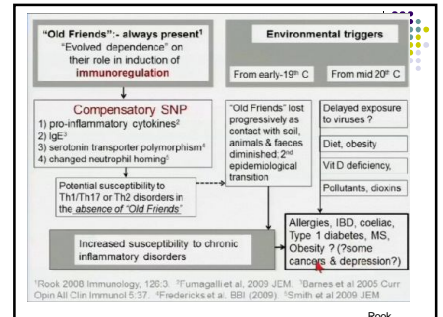 "Old Friends":- always present¹
"Evolved dependence" on
their role in induction of
immunoregulation
Environmental triggers
From early-19th C
From mid 20th C
Compensatory SNP
1) pro-inflammatory cytokines²
2) IgE³
3) serotonin transporter polymorphism⁴
4) changed neutrophil homing⁵
"Old Friends" lost
progressively as
contact with soil,
animals & faeces
diminished; 2nd
epidemiological
transition
Delayed exposure
to viruses ?
Diet, obesity
Vit D deficiency,
Pollutants, dioxins
Potential susceptibility to
Th1/Th17 or Th2 disorders in
the absence of 'Old Friends'
Increased susceptibility to chronic
inflammatory disorders
Allergies, IBD, coeliac,
Type 1 diabetes, MS,
Obesity ? (?some
cancers & depression?)
¹Rook 2008 Immunology, 126:3. ²Fumagalli et al, 2009 JEM. ³Barnes et al 2005 Curr
Opin All Clin Immunol 5:37. ⁴Fredericks et al, BBI (2009). ⁵Smith et al 2009 JEM
Rook